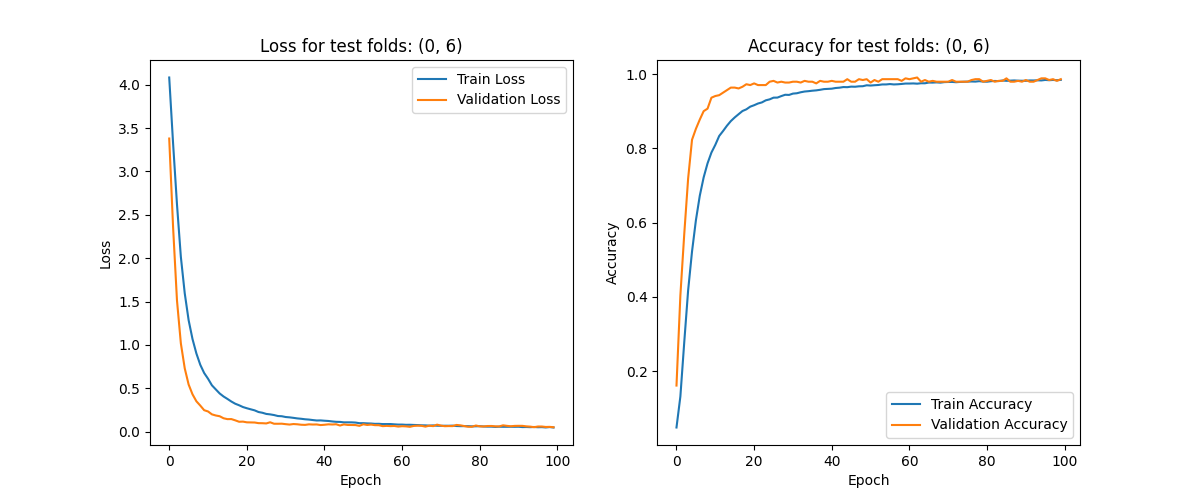 Loss for test folds: (0, 6)
Train Loss
Validation Loss
4.0
3.5
3.0
2.5
2.0
1.5
1.0
0.5
0.0
Loss
0 20 40 60 80 100
Epoch
Accuracy for test folds: (0, 6)
1.0
0.8
0.6
0.4
0.2
Accuracy
Train Accuracy
Validation Accuracy
0 20 40 60 80 100
Epoch